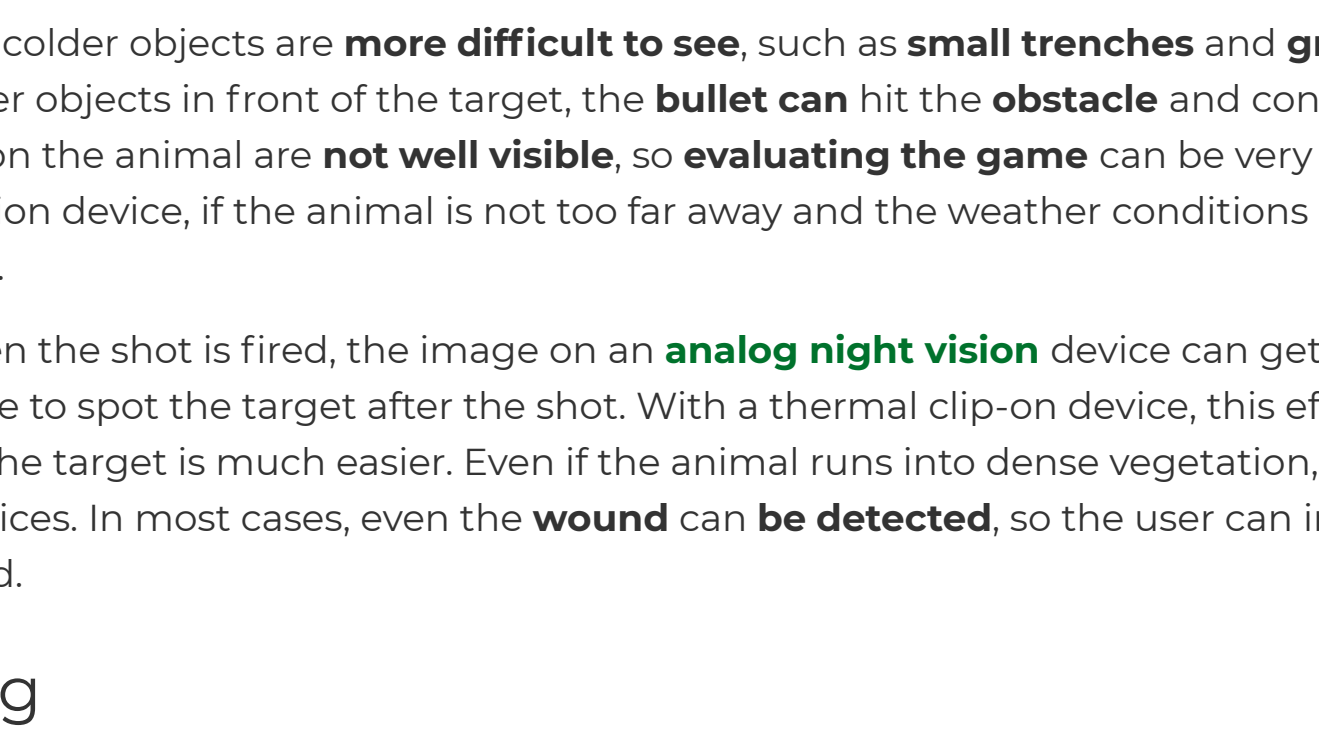 colder objects are more difficult to see, such as small trenches and gr
er objects in front of the target, the bullet can hit the obstacle and con
on the animal are not well visible, so evaluating the game can be very
on device, if the animal is not too far away and the weather conditions
.
en the shot is fired, the image on an analog night vision device can get
e to spot the target after the shot. With a thermal clip-on device, this ef
he target is much easier. Even if the animal runs into dense vegetation,
ices. In most cases, even the wound can be detected, so the user can i
d.
g